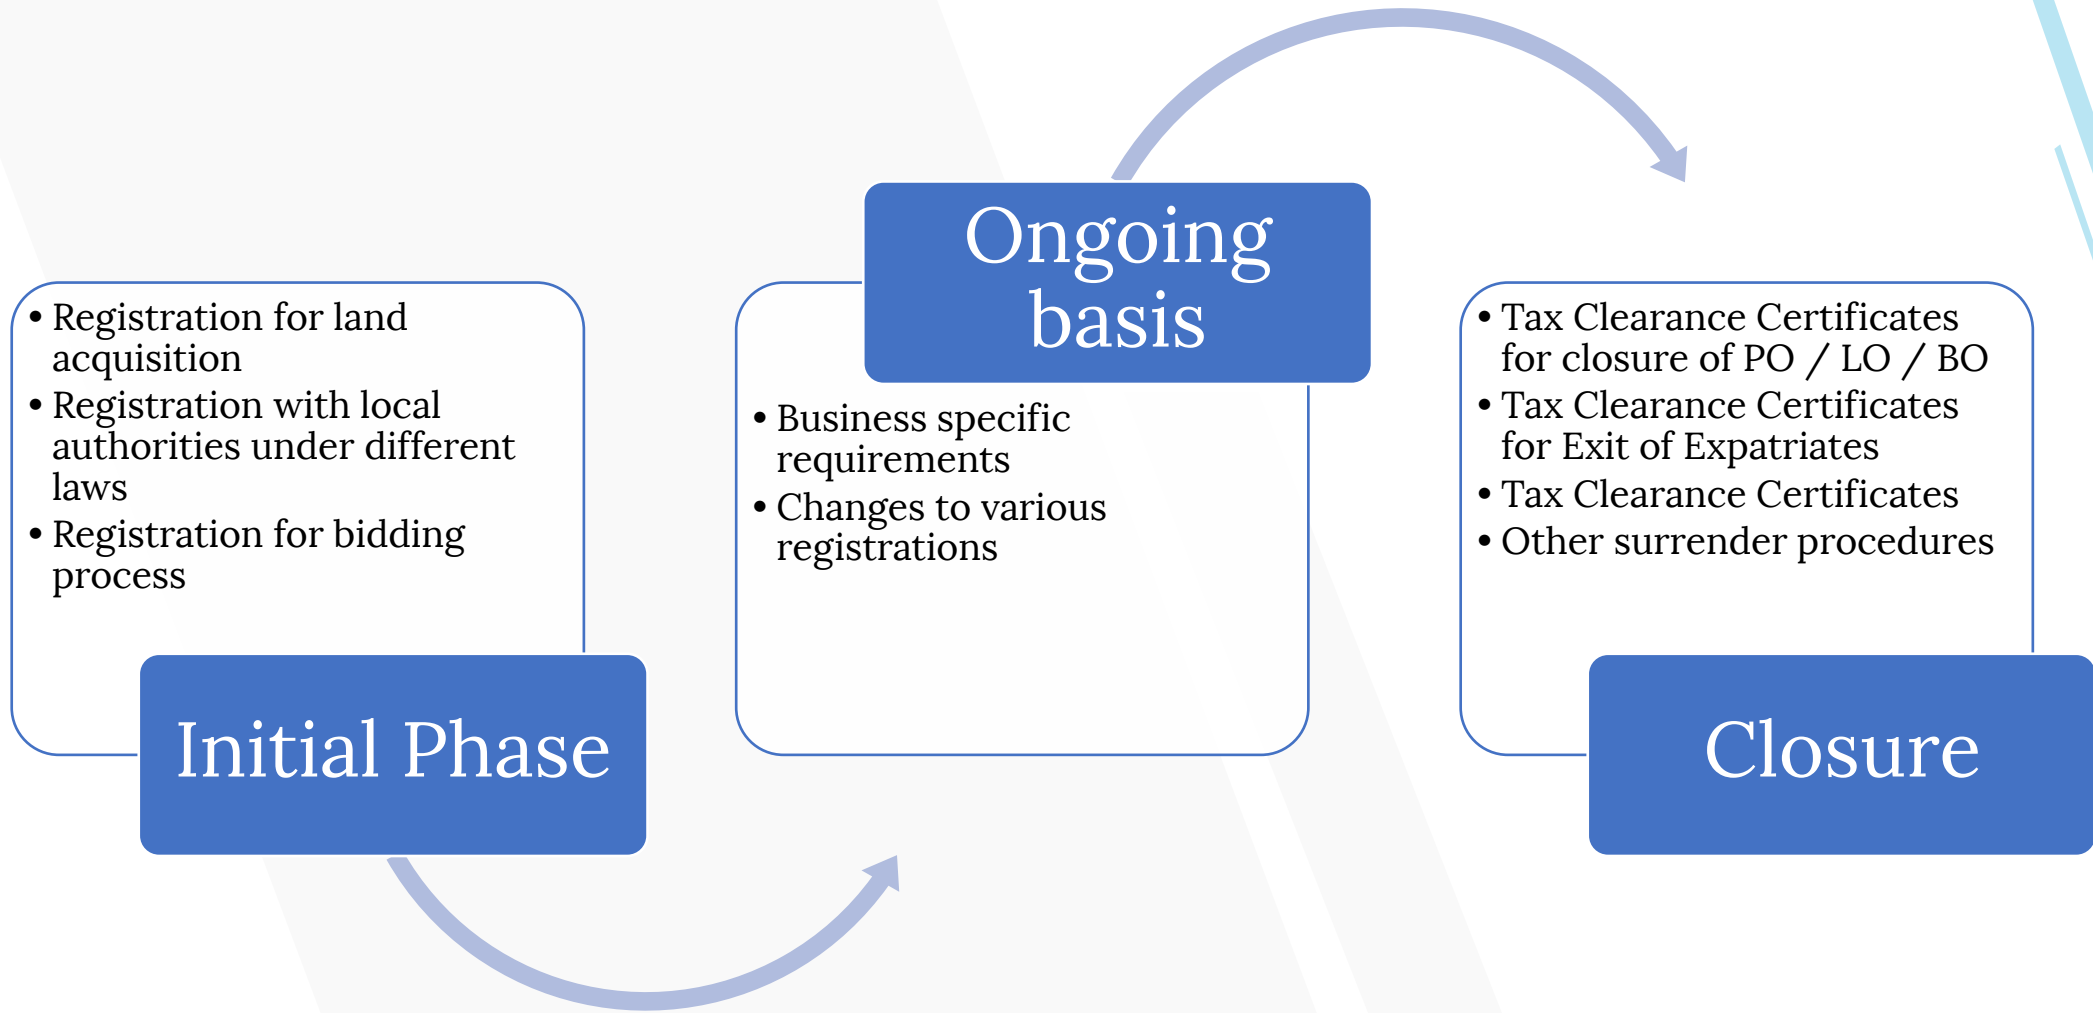 • Registration for land
acquisition
• Registration with local
authorities under different
laws
• Registration for bidding
process
Initial Phase
Ongoing
basis
• Business specific
requirements
• Changes to various
registrations
• Tax Clearance Certificates
for closure of PO / LO / BO
• Tax Clearance Certificates
for Exit of Expatriates
• Tax Clearance Certificates
• Other surrender procedures
Closure